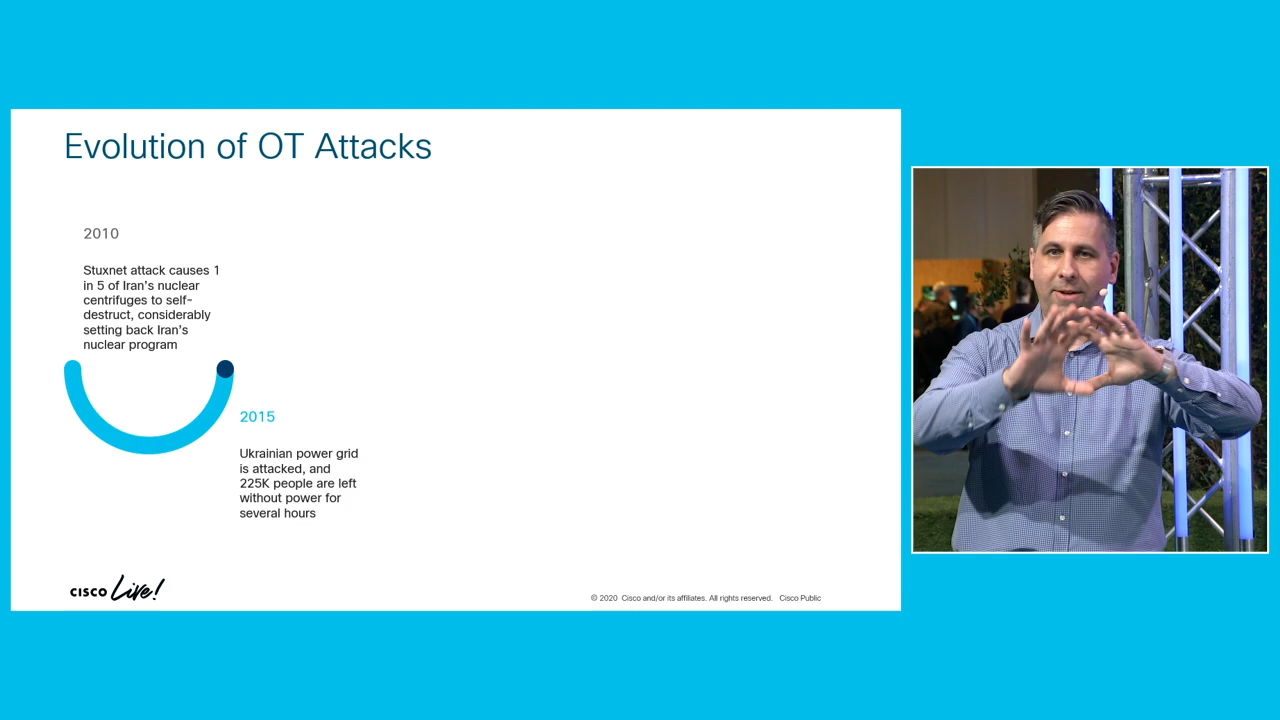 Evolution of OT Attacks
2010
Stuxnet attack causes 1
in 5 of Iran's nuclear
centrifuges to self-
destruct, considerably
setting back Iran's
nuclear program
2015
Ukrainian power grid
is attacked, and
225K people are left
without power for
several hours
CISCO Live!
© 2020 Cisco and/or its affiliates. All rights reserved. Cisco Public